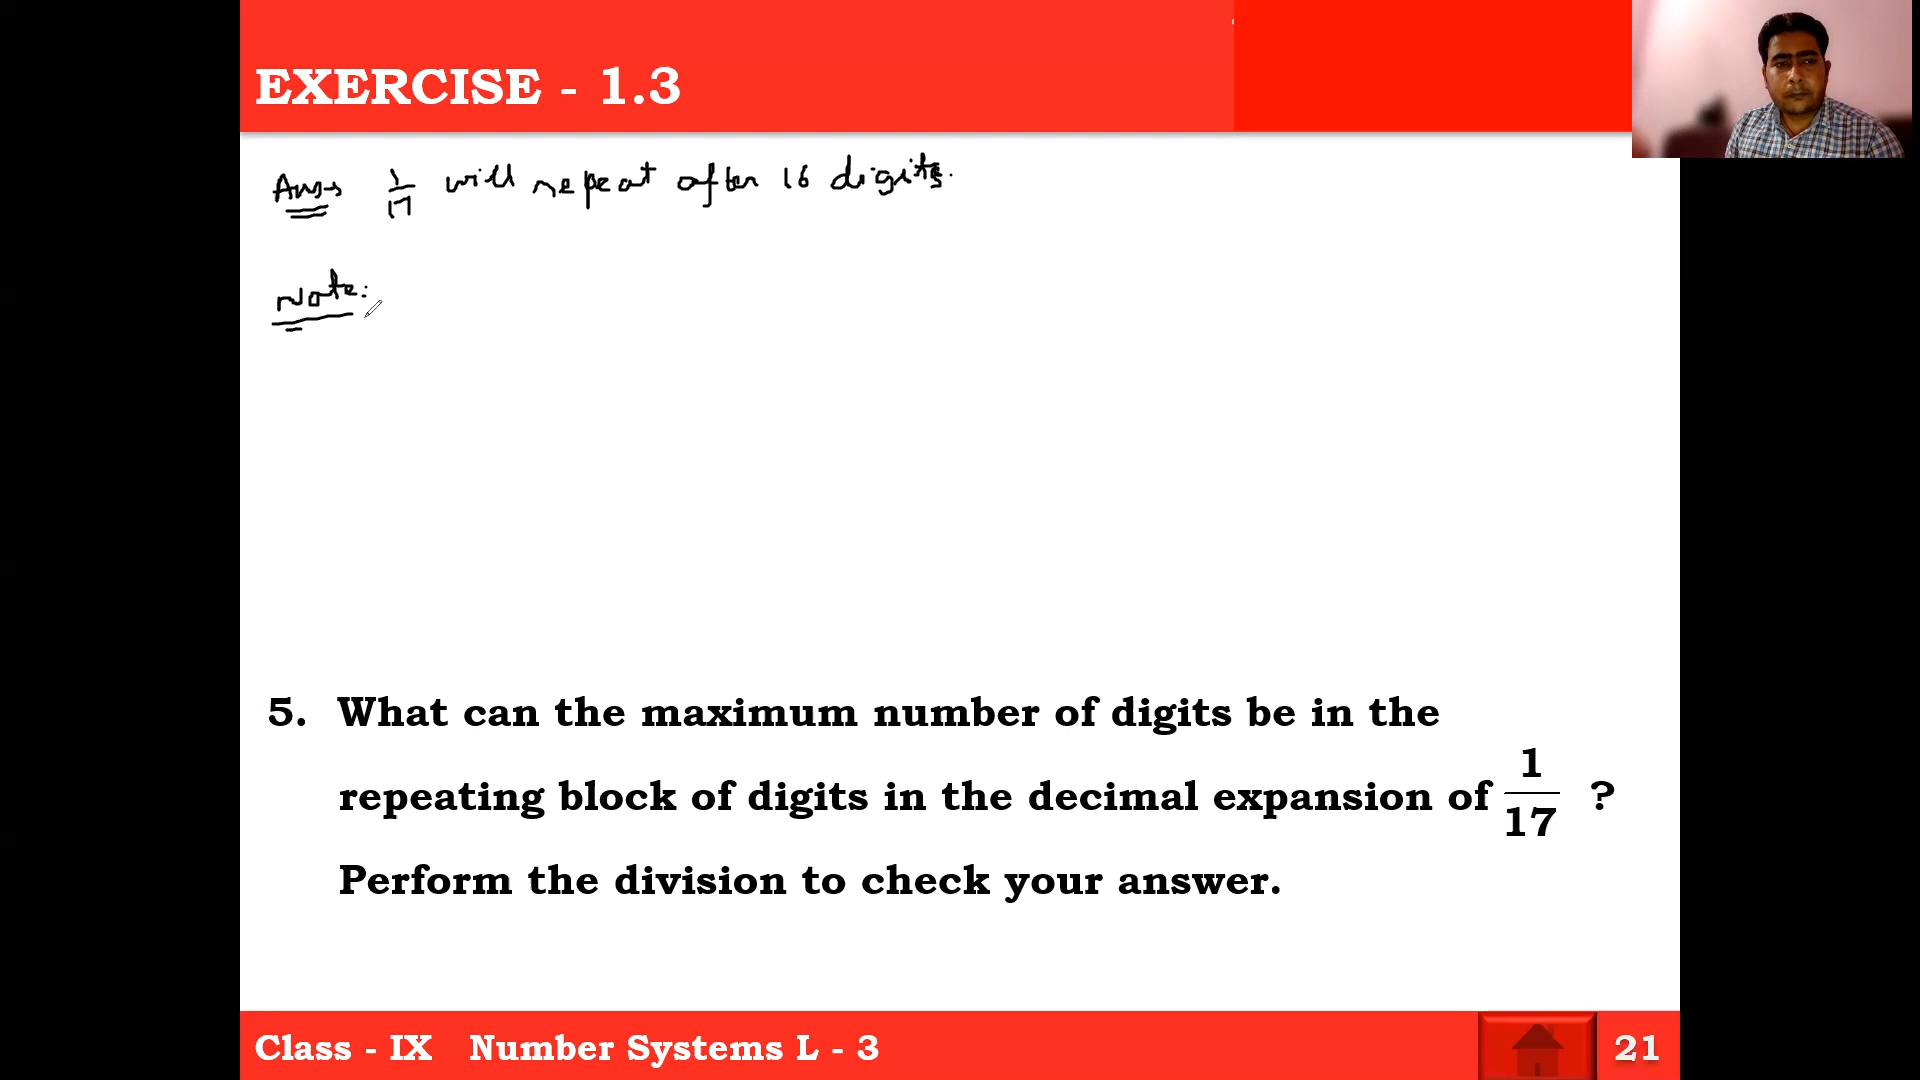 EXERCISE - 1.3
Ans→ 1/17 will repeat after 16 digits.
Note:
5. What can the maximum number of digits be in the
repeating block of digits in the decimal expansion of 1/17 ?
Perform the division to check your answer.
Class - IX Number Systems L - 3 21